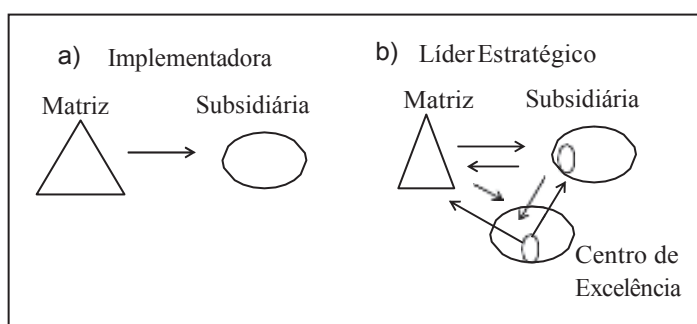 a) Implementadora
Matriz Subsidiária
b) Líder Estratégico
Matriz Subsidiária
Centro de
Excelência